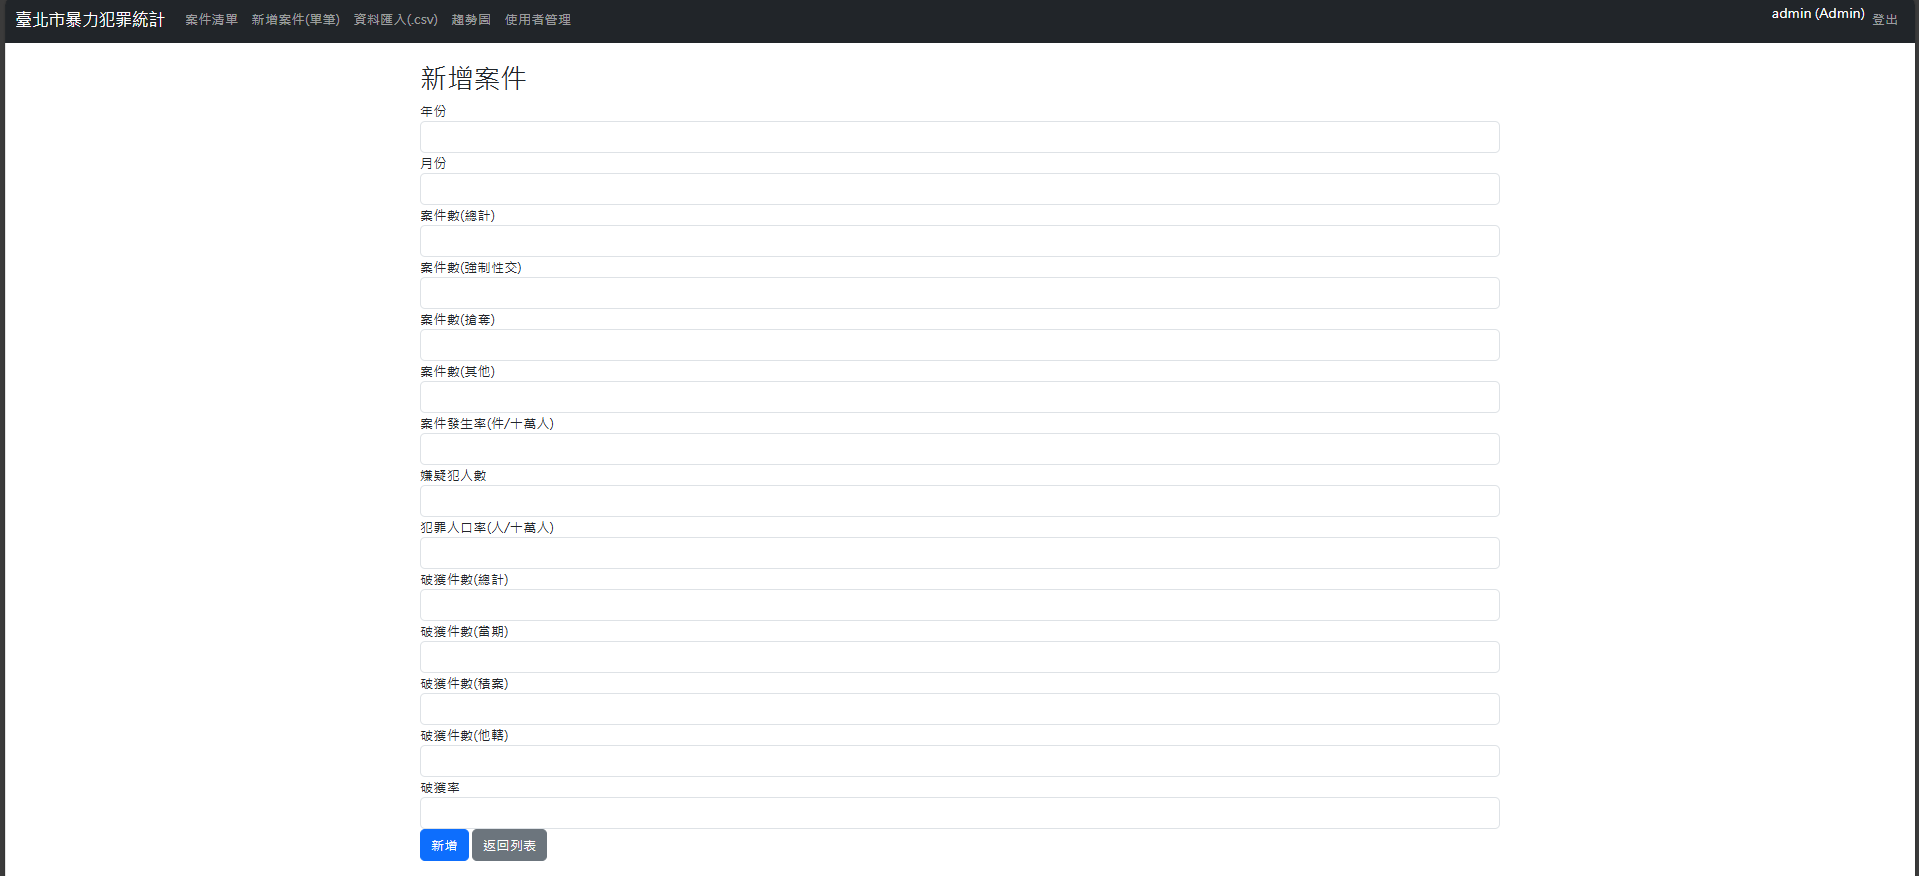 臺北市暴力犯罪統計 案件清單 新增案件(單筆) 資料匯入(.csv) 趨勢圖 使用者管理 admin (Admin) 登出
新增案件
年份
月份
案件數(總計)
案件數(強制性交)
案件數(搶奪)
案件數(其他)
案件發生率(件/十萬人)
嫌疑犯人數
犯罪人口率(人/十萬人)
破獲件數(總計)
破獲件數(當期)
破獲件數(積案)
破獲件數(他轄)
破獲率
新增 返回列表